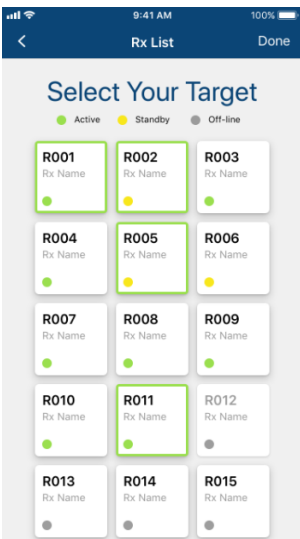 9:41 AM 100%
Rx List Done
Select Your Target
Active Standby Off-line
R001 R002 R003
Rx Name Rx Name Rx Name
R004 R005 R006
Rx Name Rx Name Rx Name
R007 R008 R009
Rx Name Rx Name Rx Name
R010 R011 R012
Rx Name Rx Name Rx Name
R013 R014 R015
Rx Name Rx Name Rx Name